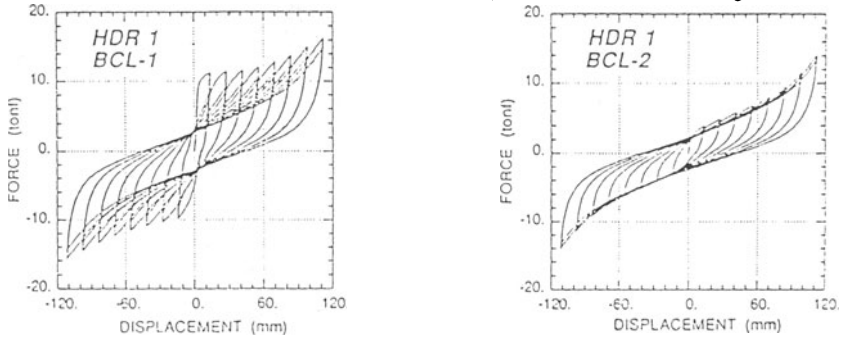 HDR 1
BCL-1
FORCE (tonf)
20.
10.
0.
-10.
-20.
-120.
-60.
0.
60.
120
DISPLACEMENT (mm)
HDR 1
BCL-2
FORCE (tonf)
20.
10.
0.
-10.
-20.
-120.
-60.
0.
60.
120
DISPLACEMENT (mm)